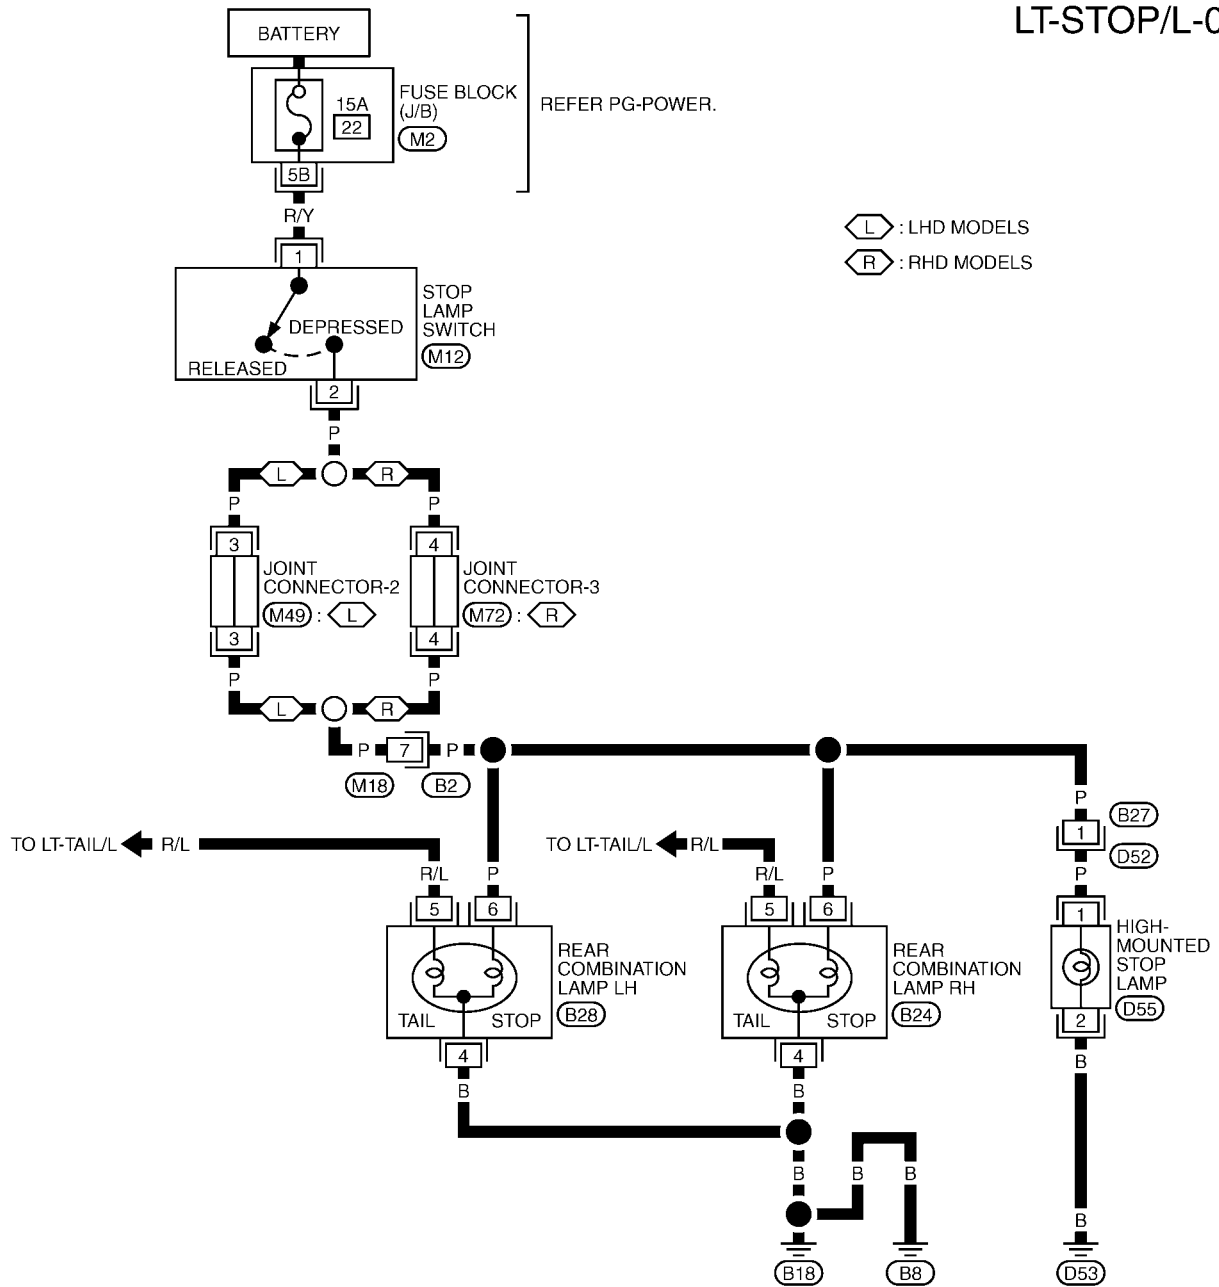 LT-STOP/L-0
BATTERY
15A
22
FUSE BLOCK
(J/B)
M2
REFER PG-POWER.
5B
R/Y
1
L : LHD MODELS
R : RHD MODELS
STOP
LAMP
SWITCH
M12
DEPRESSED
RELEASED
2
P
L R
P P
3 4
JOINT
CONNECTOR-2
M49 : L
JOINT
CONNECTOR-3
M72 : R
3 4
P P
L R
P 7 P
M18 B2
P
B27
1
D52
P
TO LT-TAIL/L R/L
TO LT-TAIL/L R/L
R/L P R/L P
5 6 5 6 1
REAR
COMBINATION
LAMP LH
B28
TAIL STOP
REAR
COMBINATION
LAMP RH
B24
TAIL STOP
HIGH-
MOUNTED
STOP
LAMP
D55
4 4 2
B B B
B B B
B
B18 B8 D53